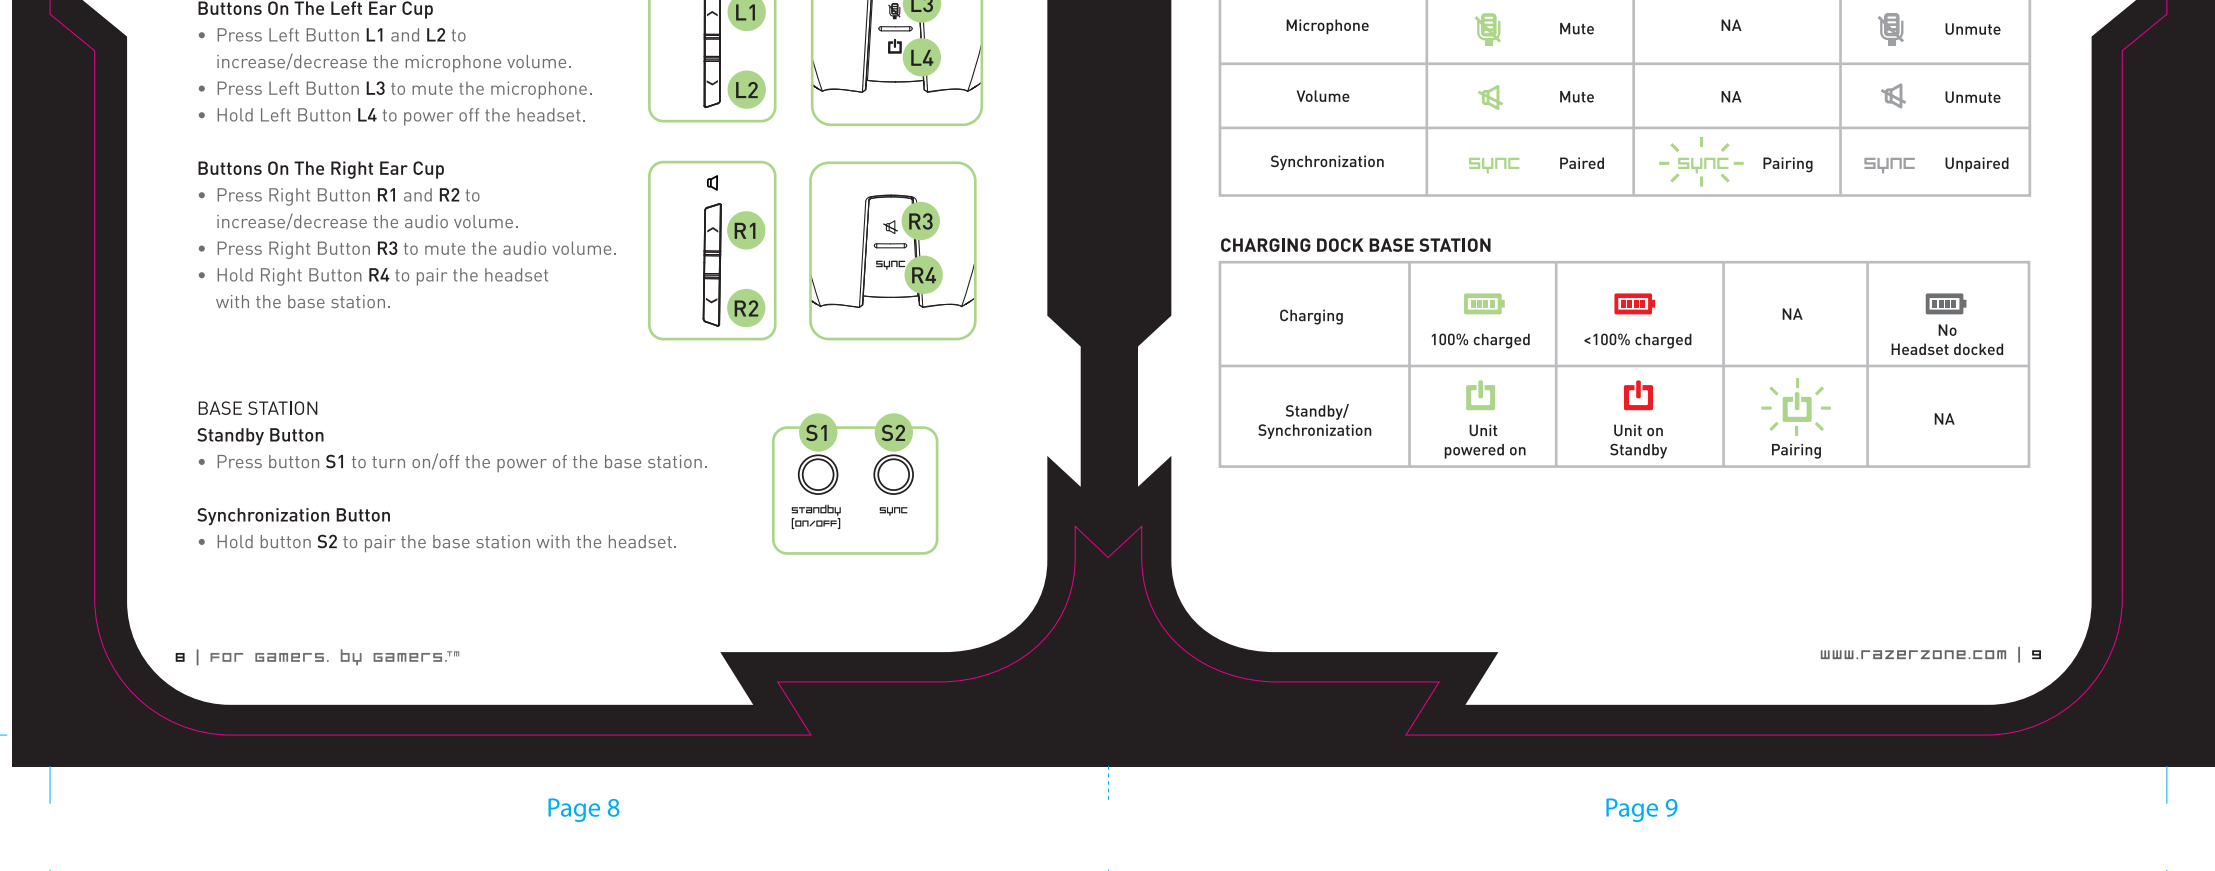 Buttons On The Left Ear Cup
• Press Left Button L1 and L2 to
increase/decrease the microphone volume.
• Press Left Button L3 to mute the microphone.
• Hold Left Button L4 to power off the headset.
L1
L2
L3
L4
Buttons On The Right Ear Cup
• Press Right Button R1 and R2 to
increase/decrease the audio volume.
• Press Right Button R3 to mute the audio volume.
• Hold Right Button R4 to pair the headset
with the base station.
R1
R2
R3
sync
R4
BASE STATION
Standby Button
• Press button S1 to turn on/off the power of the base station.
Synchronization Button
• Hold button S2 to pair the base station with the headset.
S1 S2
standby sync
[on/off]
8 | For gamers. by gamers.™
Microphone Mute NA Unmute
Volume Mute NA Unmute
Synchronization sync Paired sync Pairing sync Unpaired
CHARGING DOCK BASE STATION
Charging 100% charged <100% charged NA No
Headset docked
Standby/
Synchronization
Unit
powered on
Unit on
Standby
Pairing
NA
www.razerzone.com | 9
Page 8
Page 9